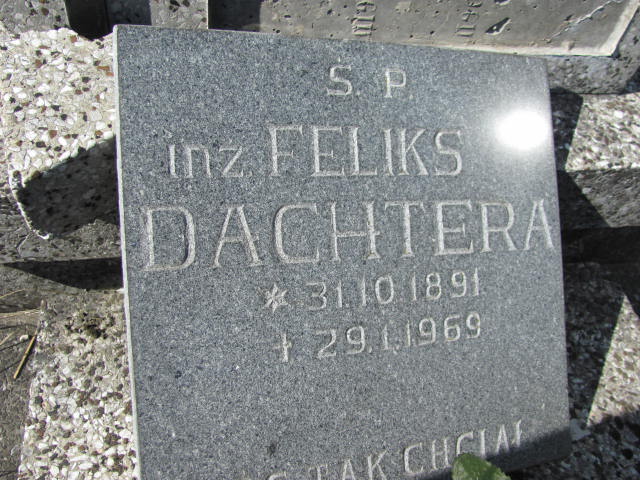 S. P.
inż. FELIKS
DACHTERA
* 31.10.1891
+ 29.1.1969
TAK CHCIAŁ